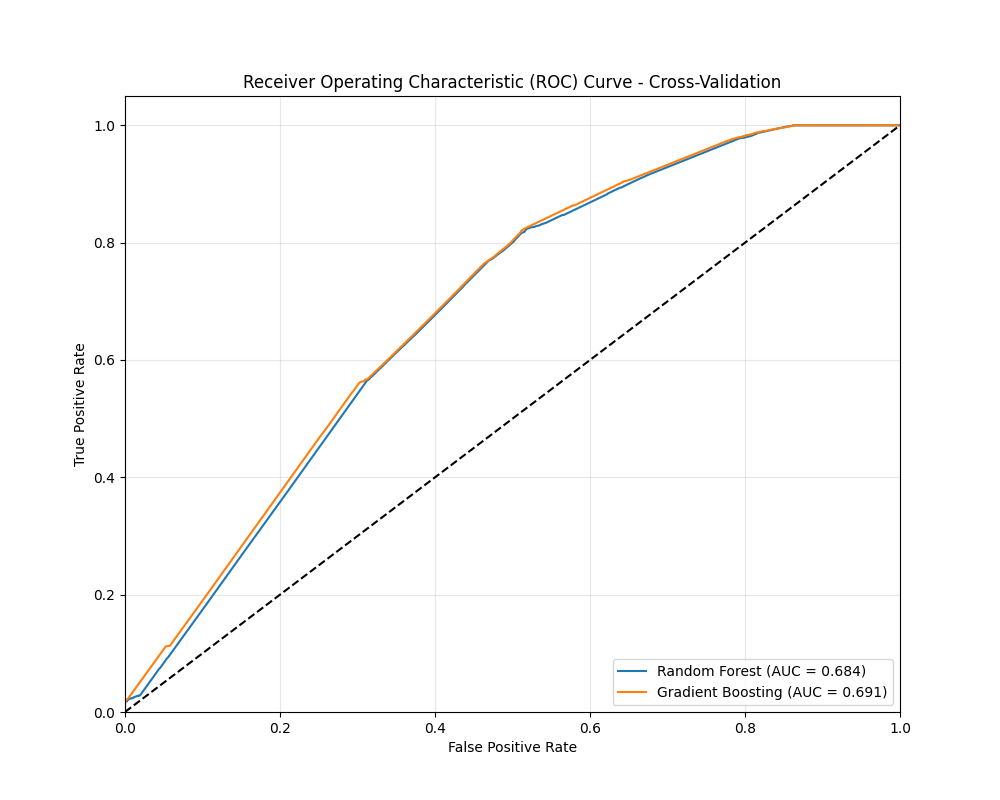 Receiver Operating Characteristic (ROC) Curve - Cross-Validation
1.0
0.8
0.6
0.4
0.2
0.0
True Positive Rate
0.0 0.2 0.4 0.6 0.8 1.0
False Positive Rate
Random Forest (AUC = 0.684)
Gradient Boosting (AUC = 0.691)